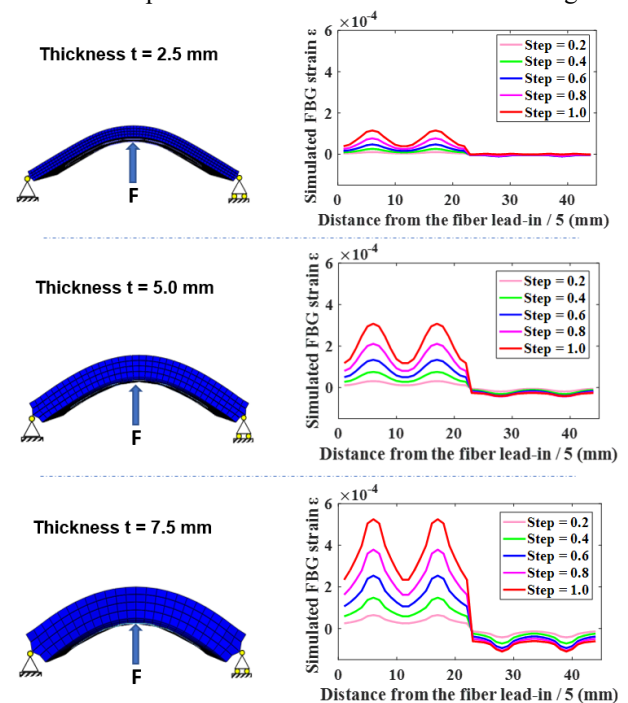 Thickness t = 2.5 mm
F
×10⁻⁴
6
4
2
0
0 10 20 30 40
Simulated FBG strain ε
Distance from the fiber lead-in / 5 (mm)
Step = 0.2
Step = 0.4
Step = 0.6
Step = 0.8
Step = 1.0
Thickness t = 5.0 mm
F
×10⁻⁴
6
4
2
0
0 10 20 30 40
Simulated FBG strain ε
Distance from the fiber lead-in / 5 (mm)
Step = 0.2
Step = 0.4
Step = 0.6
Step = 0.8
Step = 1.0
Thickness t = 7.5 mm
F
×10⁻⁴
6
4
2
0
0 10 20 30 40
Simulated FBG strain ε
Distance from the fiber lead-in / 5 (mm)
Step = 0.2
Step = 0.4
Step = 0.6
Step = 0.8
Step = 1.0